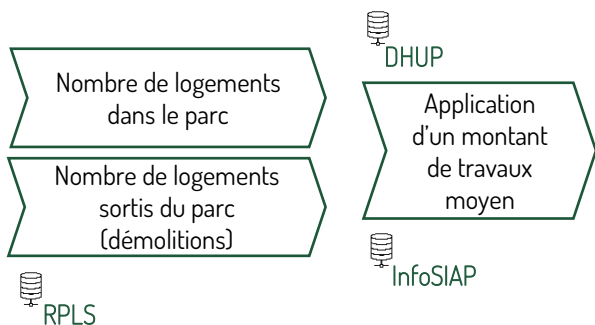 DHUP
Nombre de logements
dans le parc
Nombre de logements
sortis du parc
(démolitions)
Application
d'un montant
de travaux
moyen
InfoSIAP
RPLS